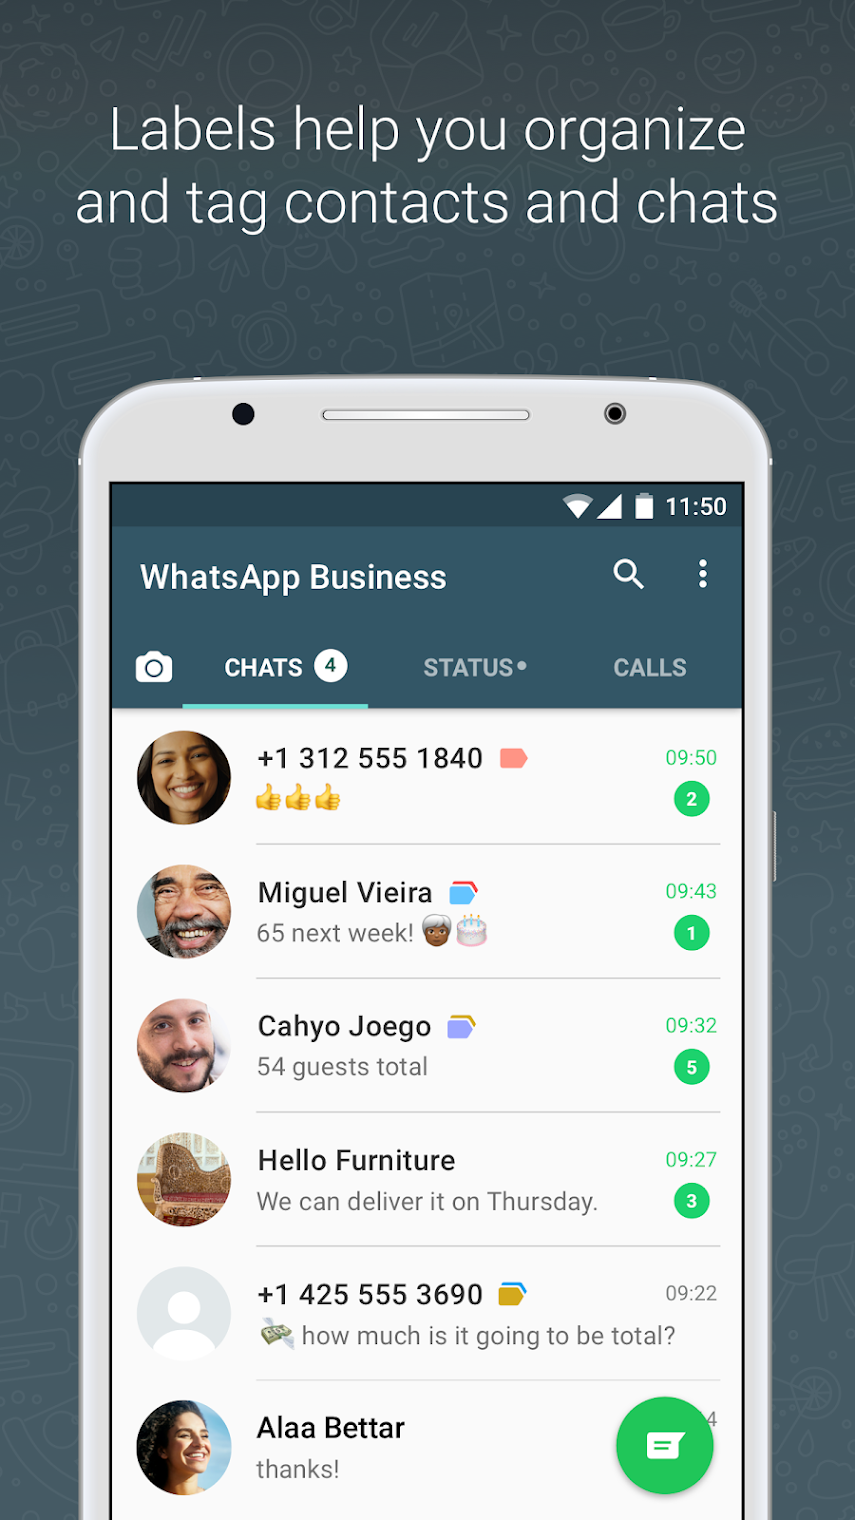 Labels help you organize
and tag contacts and chats
11:50
WhatsApp Business
CHATS 4 STATUS• CALLS
+1 312 555 1840 09:50
👍👍👍 2
Miguel Vieira 09:43
65 next week! 👵🏾🎂 1
Cahyo Joego 09:32
54 guests total 5
Hello Furniture 09:27
We can deliver it on Thursday. 3
+1 425 555 3690 09:22
💸 how much is it going to be total?
Alaa Bettar
thanks!